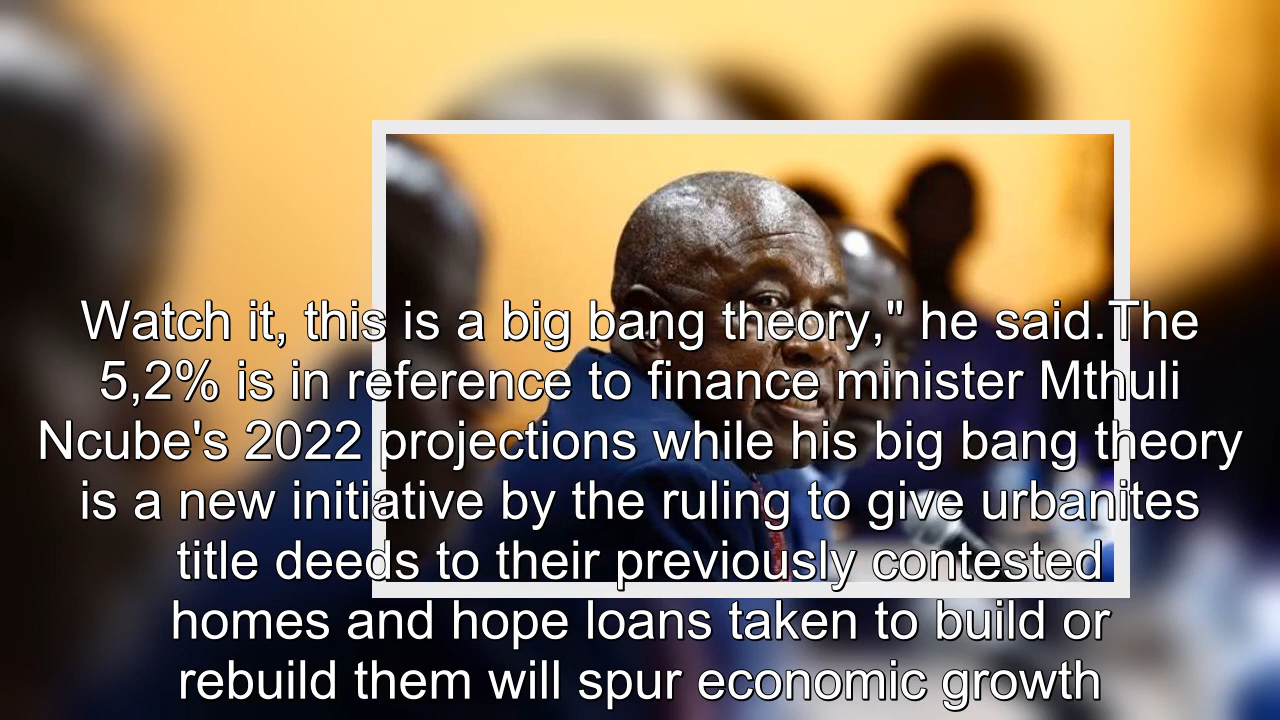 Watch it, this is a big bang theory," he said.The
5,2% is in reference to finance minister Mthuli
Ncube's 2022 projections while his big bang theory
is a new initiative by the ruling to give urbanites
title deeds to their previously contested
homes and hope loans taken to build or
rebuild them will spur economic growth